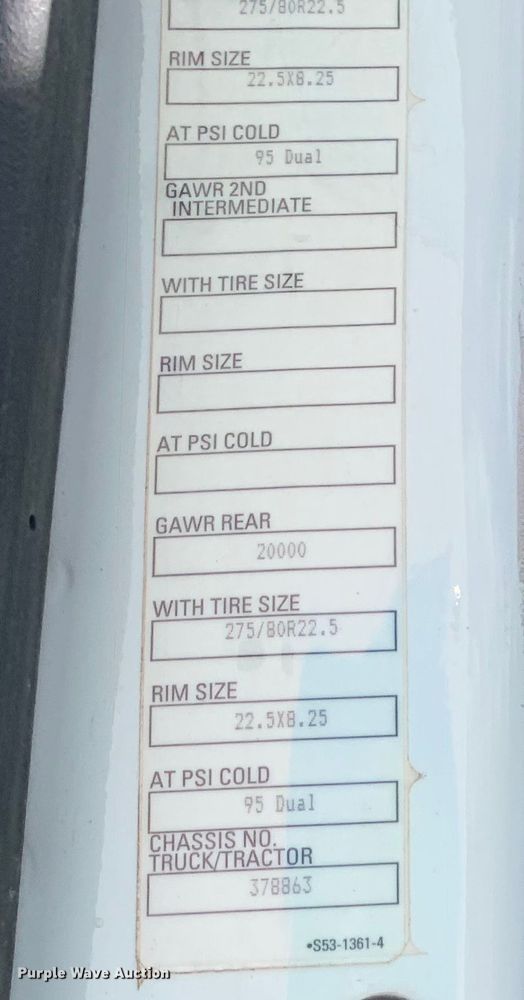 275/80R22.5
RIM SIZE
22.5X8.25
AT PSI COLD
95 Dual
GAWR 2ND
INTERMEDIATE
WITH TIRE SIZE
RIM SIZE
AT PSI COLD
GAWR REAR
20000
WITH TIRE SIZE
275/80R22.5
RIM SIZE
22.5X8.25
AT PSI COLD
95 Dual
CHASSIS NO.
TRUCK/TRACTOR
378863
•S53-1361-4
Purple Wave Auction